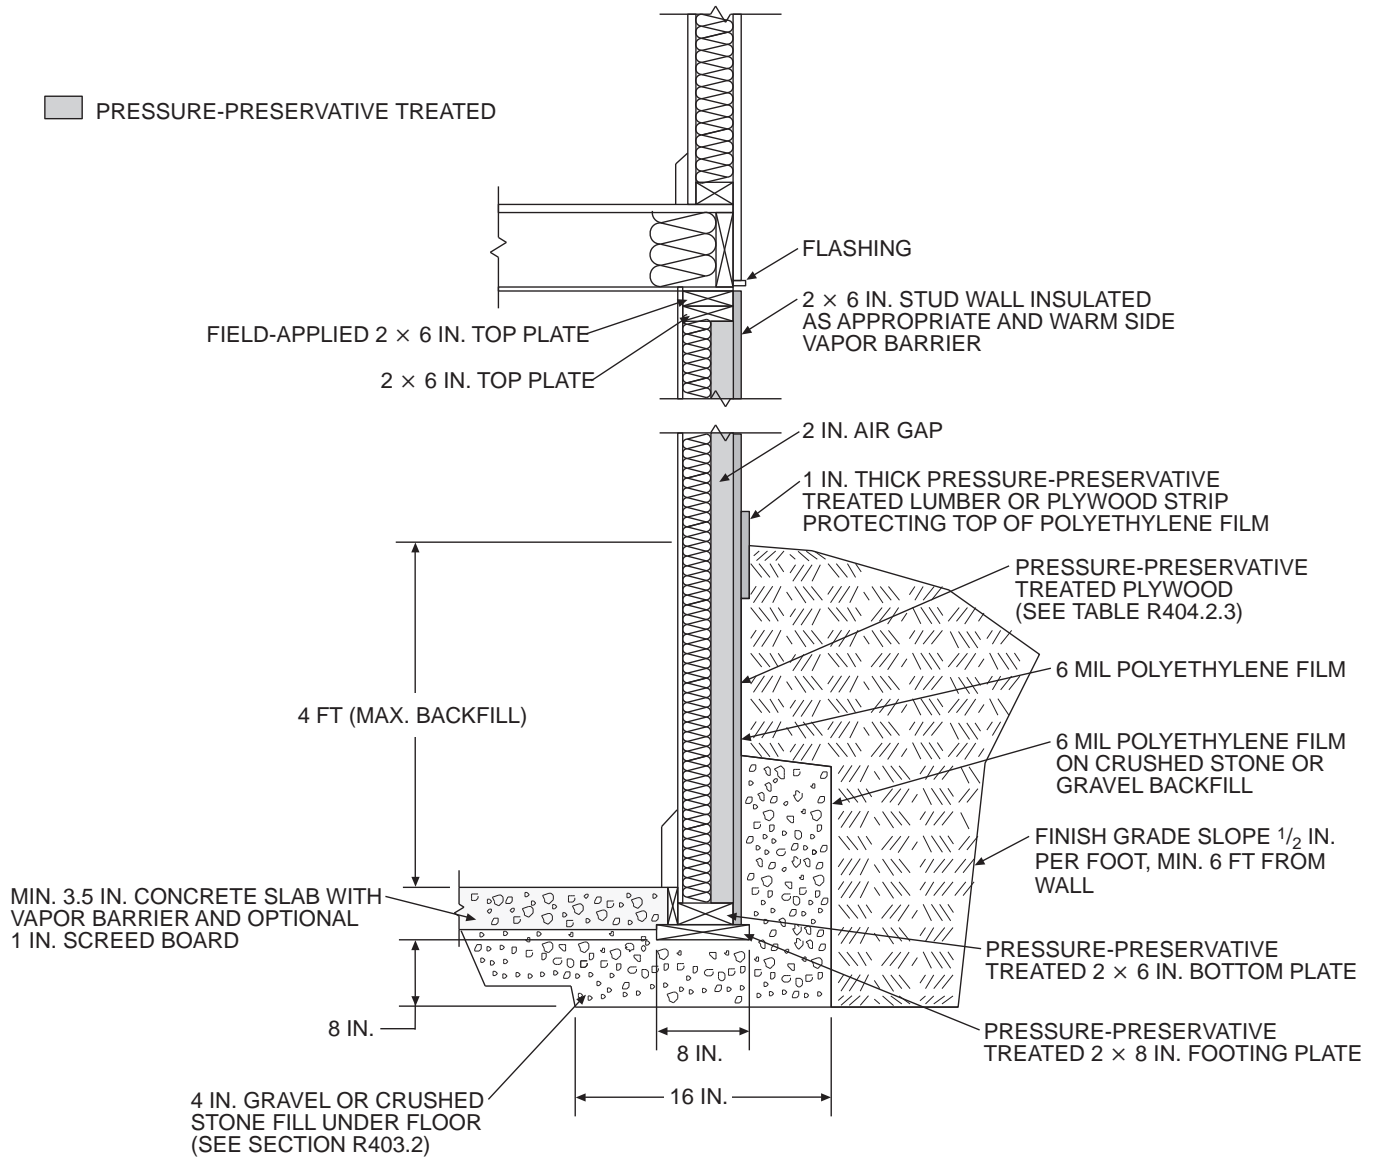 PRESSURE-PRESERVATIVE TREATED
FLASHING
2 × 6 IN. STUD WALL INSULATED
AS APPROPRIATE AND WARM SIDE
VAPOR BARRIER
FIELD-APPLIED 2 × 6 IN. TOP PLATE
2 × 6 IN. TOP PLATE
2 IN. AIR GAP
1 IN. THICK PRESSURE-PRESERVATIVE
TREATED LUMBER OR PLYWOOD STRIP
PROTECTING TOP OF POLYETHYLENE FILM
PRESSURE-PRESERVATIVE
TREATED PLYWOOD
(SEE TABLE R404.2.3)
6 MIL POLYETHYLENE FILM
4 FT (MAX. BACKFILL)
6 MIL POLYETHYLENE FILM
ON CRUSHED STONE OR
GRAVEL BACKFILL
FINISH GRADE SLOPE 1/2 IN.
PER FOOT, MIN. 6 FT FROM
WALL
MIN. 3.5 IN. CONCRETE SLAB WITH
VAPOR BARRIER AND OPTIONAL
1 IN. SCREED BOARD
PRESSURE-PRESERVATIVE
TREATED 2 × 6 IN. BOTTOM PLATE
8 IN.
8 IN.
PRESSURE-PRESERVATIVE
TREATED 2 × 8 IN. FOOTING PLATE
16 IN.
4 IN. GRAVEL OR CRUSHED
STONE FILL UNDER FLOOR
(SEE SECTION R403.2)